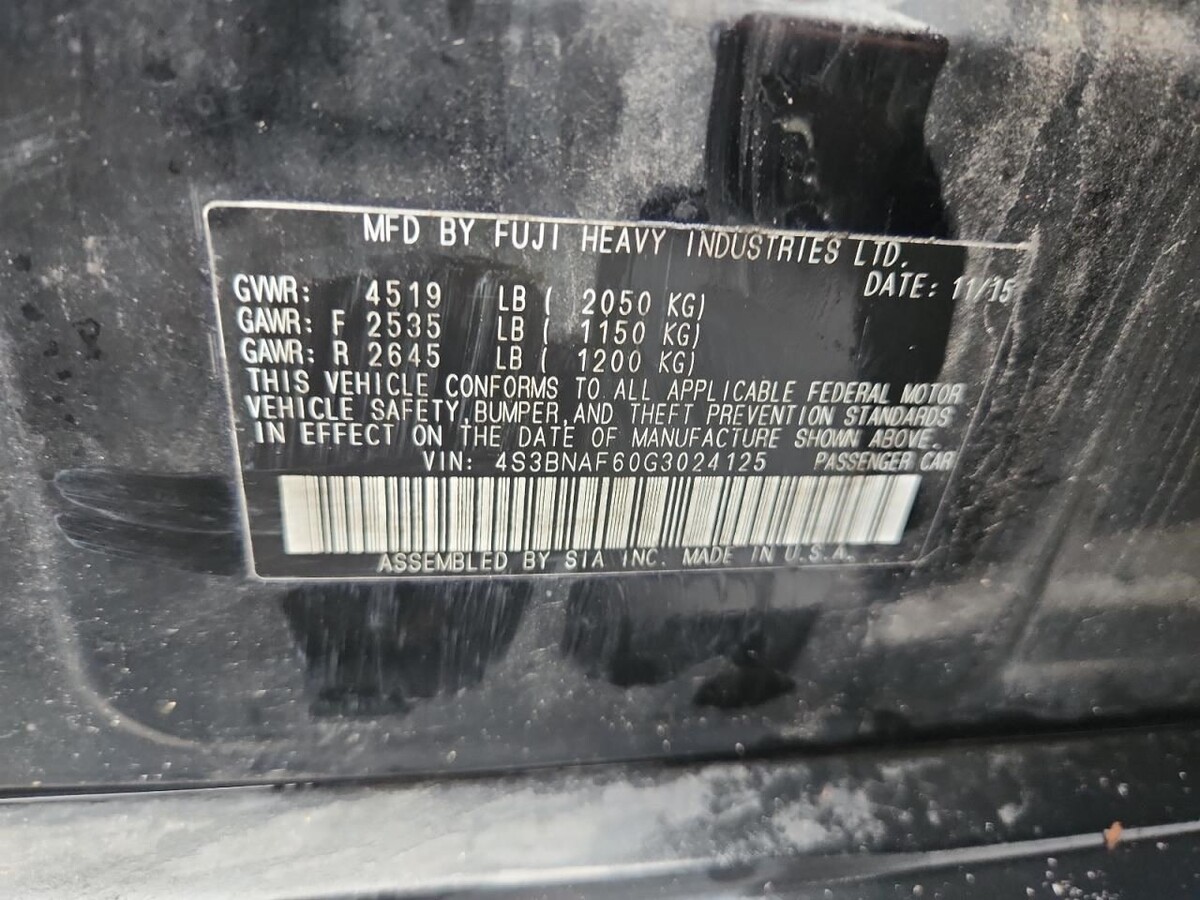 MFD BY FUJI HEAVY INDUSTRIES LTD.
DATE: 11/15
GVWR: 4519 LB ( 2050 KG)
GAWR: F 2535 LB ( 1150 KG)
GAWR: R 2645 LB ( 1200 KG)
THIS VEHICLE CONFORMS TO ALL APPLICABLE FEDERAL MOTOR
VEHICLE SAFETY, BUMPER, AND THEFT PREVENTION STANDARDS
IN EFFECT ON THE DATE OF MANUFACTURE SHOWN ABOVE.
VIN: 4S3BNAF60G3024125 PASSENGER CAR
ASSEMBLED BY SIA INC. MADE IN U.S.A.